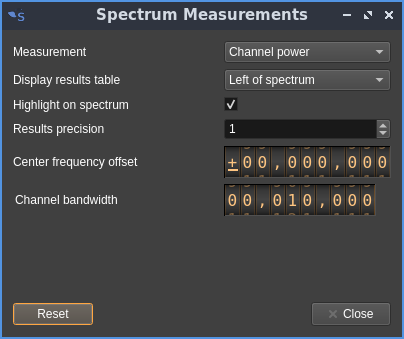 Spectrum Measurements
Measurement Channel power
Display results table Left of spectrum
Highlight on spectrum
Results precision 1
Center frequency offset ±00,000,000
Channel bandwidth 00,010,000
Reset Close